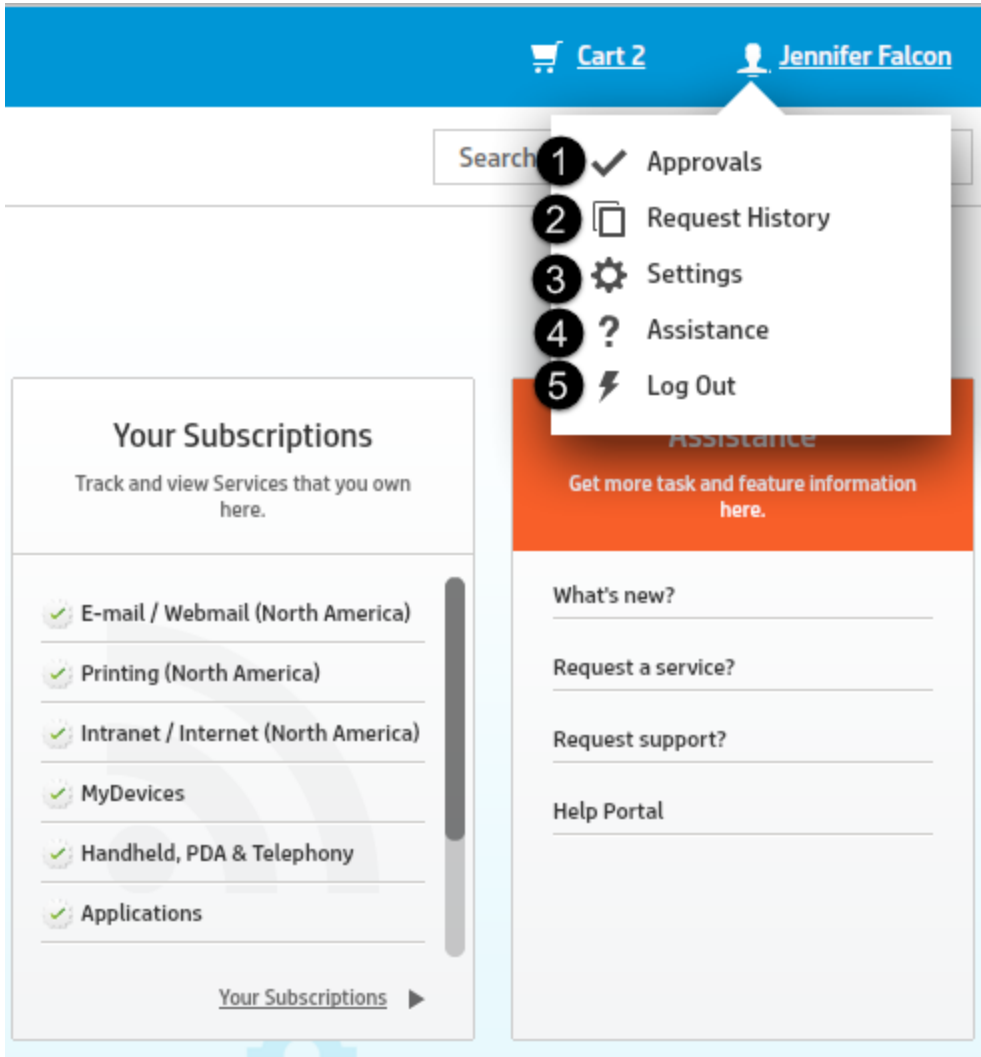 Cart 2 Jennifer Falcon
Search
1 Approvals
2 Request History
3 Settings
4 ? Assistance
5 Log Out
Your Subscriptions
Track and view Services that you own
here.
E-mail / Webmail (North America)
Printing (North America)
Intranet / Internet (North America)
MyDevices
Handheld, PDA & Telephony
Applications
Your Subscriptions
Assistance
Get more task and feature information
here.
What's new?
Request a service?
Request support?
Help Portal